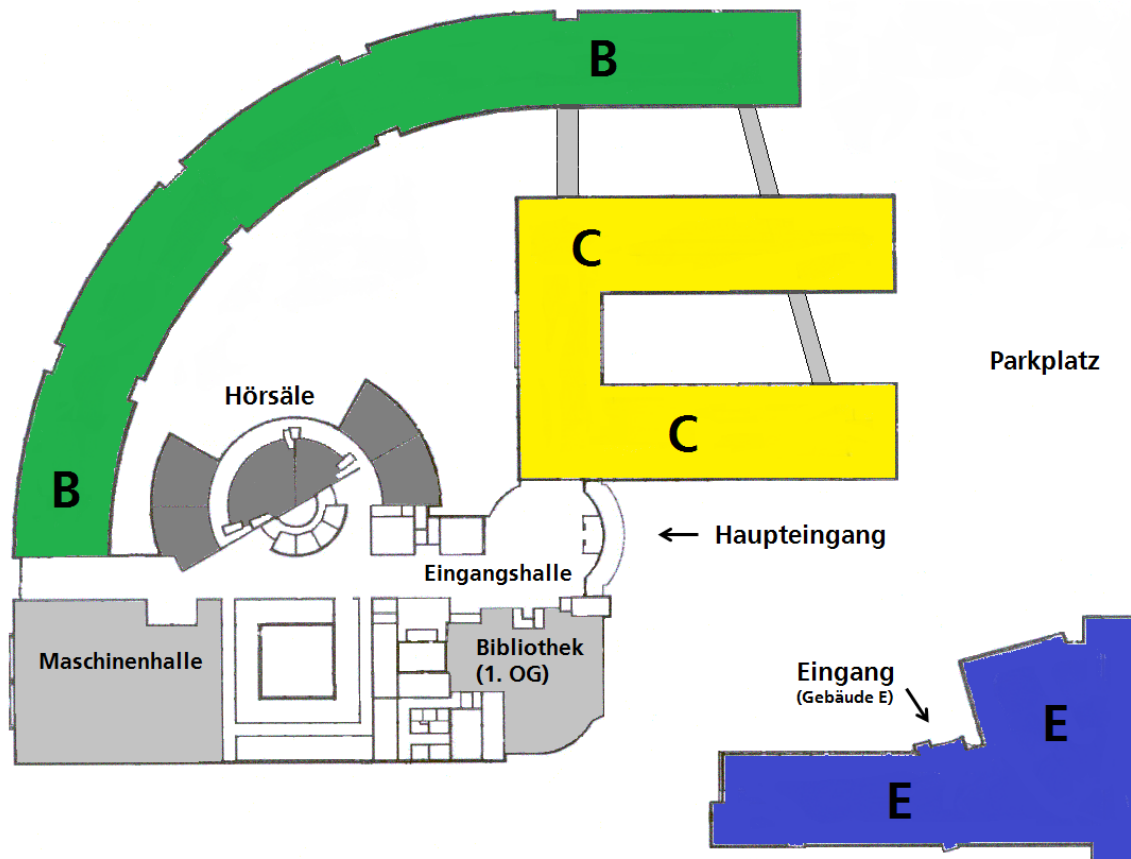 B
C
Parkplatz
Hörsäle
C
B
Haupteingang
Eingangshalle
Maschinenhalle
Bibliothek
(1. OG)
Eingang
(Gebäude E)
E
E